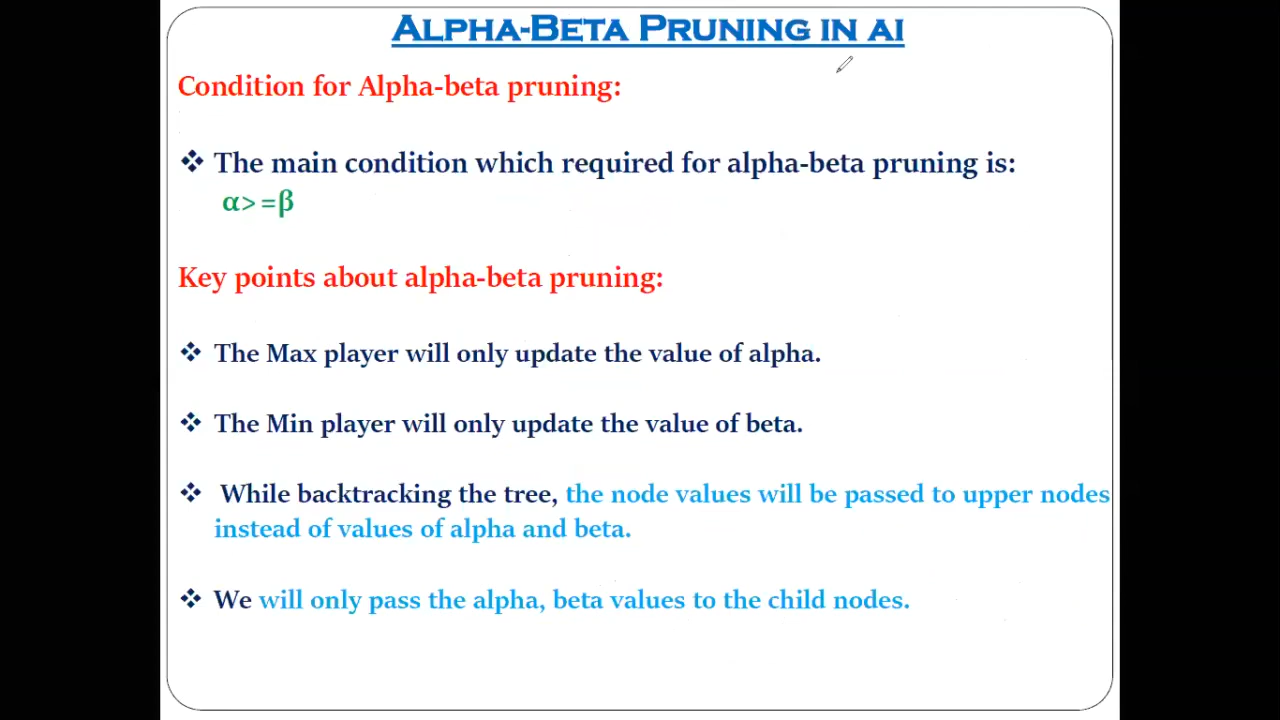 ALPHA-BETA PRUNING IN AI
Condition for Alpha-beta pruning:
❖ The main condition which required for alpha-beta pruning is:
α>=β
Key points about alpha-beta pruning:
❖ The Max player will only update the value of alpha.
❖ The Min player will only update the value of beta.
❖ While backtracking the tree, the node values will be passed to upper nodes
instead of values of alpha and beta.
❖ We will only pass the alpha, beta values to the child nodes.